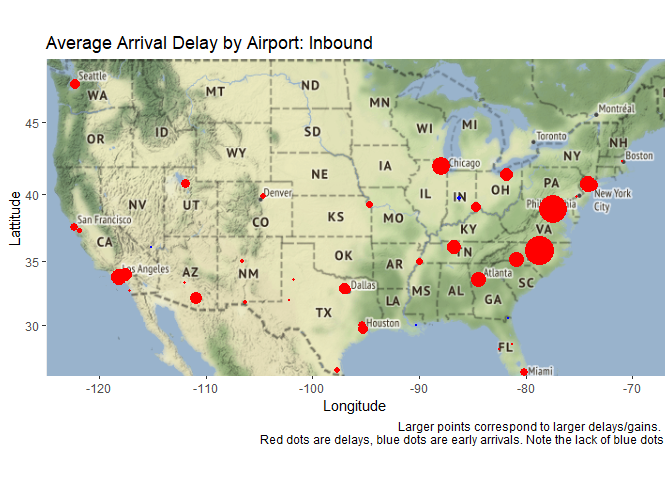 Average Arrival Delay by Airport: Inbound
Seattle
WA
MT
ND
MN
Montréal
OR
ID
SD
WI
MI
Toronto
NH
WY
NY
Boston
IA
Chicago
NE
PA
New York
City
NV
UT
Denver
IL
IN
OH
San Francisco
CO
KS
MO
VA
CA
KY
Los Angeles
AZ
NM
OK
AR
TN
SC
Atlanta
Dallas
MS
AL
GA
TX
LA
Houston
FL
Miami
45
40
35
30
Lattitude
-120
-110
-100
-90
-80
-70
Longitude
Larger points correspond to larger delays/gains.
Red dots are delays, blue dots are early arrivals. Note the lack of blue dots